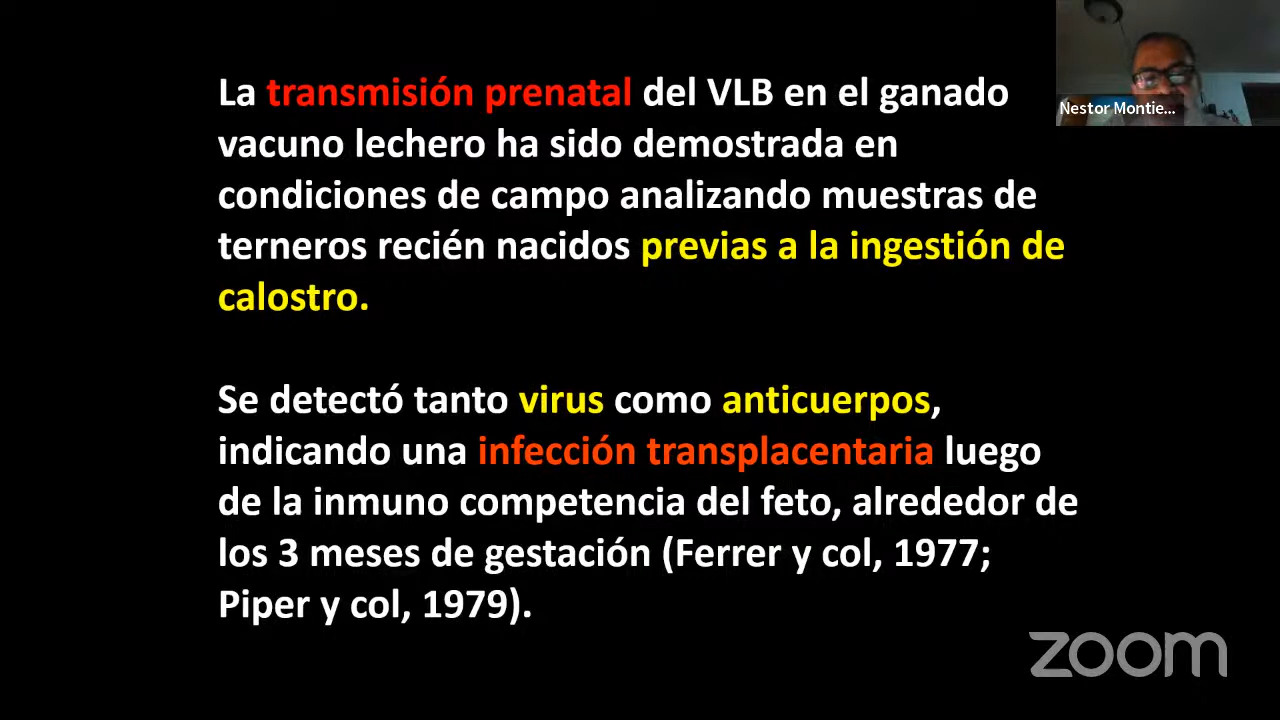 La transmisión prenatal del VLB en el ganado
vacuno lechero ha sido demostrada en
condiciones de campo analizando muestras de
terneros recién nacidos previas a la ingestión de
calostro.
Se detectó tanto virus como anticuerpos,
indicando una infección transplacentaria luego
de la inmuno competencia del feto, alrededor de
los 3 meses de gestación (Ferrer y col, 1977;
Piper y col, 1979).
Nestor Montie...
zoom